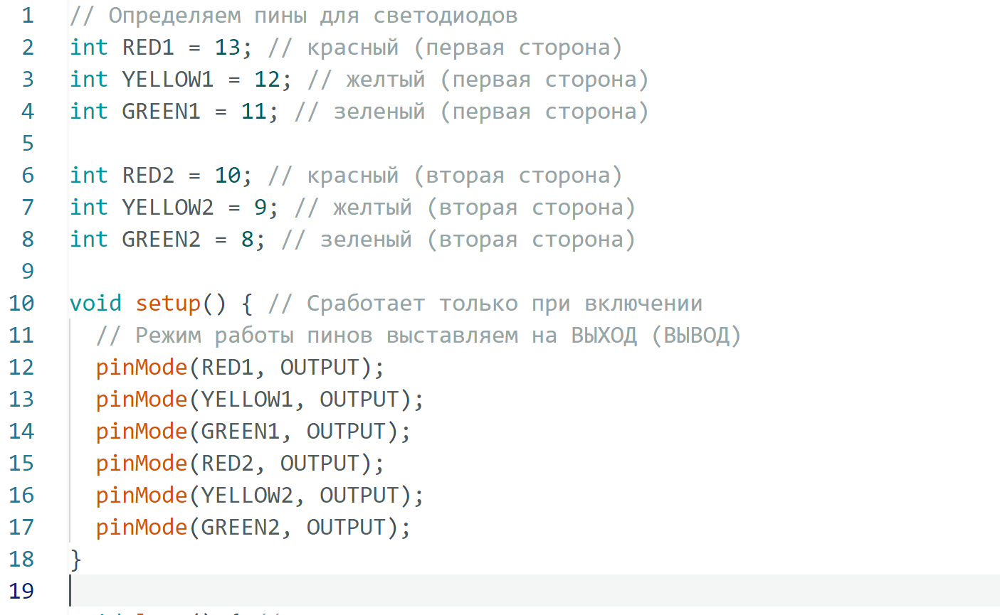 1 // Определяем пины для светодиодов
2 int RED1 = 13; // красный (первая сторона)
3 int YELLOW1 = 12; // желтый (первая сторона)
4 int GREEN1 = 11; // зеленый (первая сторона)
5
6 int RED2 = 10; // красный (вторая сторона)
7 int YELLOW2 = 9; // желтый (вторая сторона)
8 int GREEN2 = 8; // зеленый (вторая сторона)
9
10 void setup() { // Сработает только при включении
11 // Режим работы пинов выставляем на ВЫХОД (ВЫВОД)
12 pinMode(RED1, OUTPUT);
13 pinMode(YELLOW1, OUTPUT);
14 pinMode(GREEN1, OUTPUT);
15 pinMode(RED2, OUTPUT);
16 pinMode(YELLOW2, OUTPUT);
17 pinMode(GREEN2, OUTPUT);
18 }
19